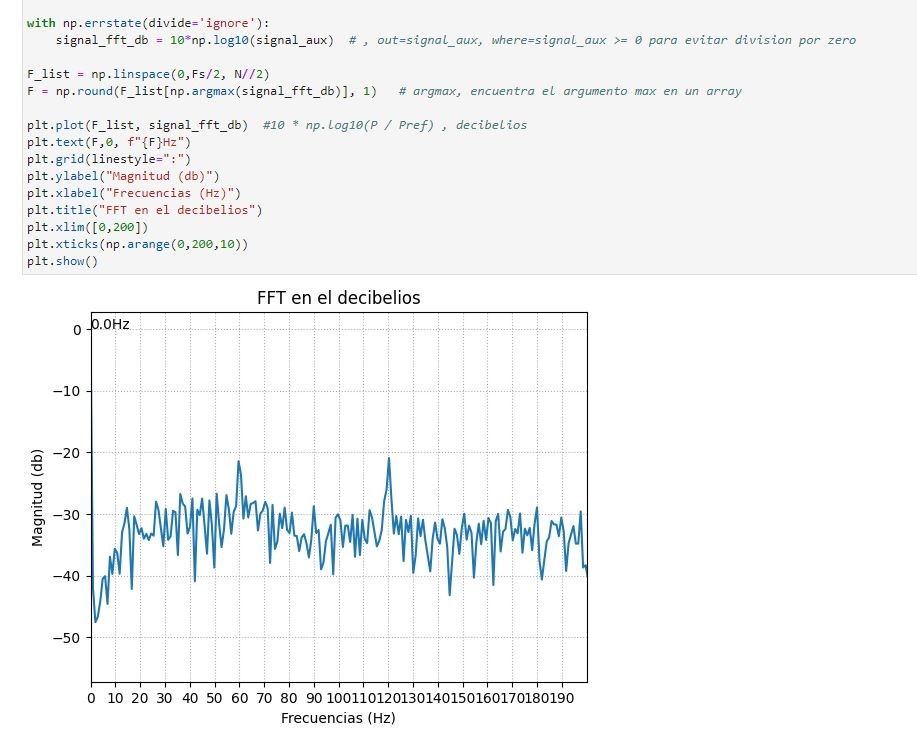 with np.errstate(divide='ignore'):
    signal_fft_db = 10*np.log10(signal_aux)  # , out=signal_aux, where=signal_aux >= 0 para evitar division por zero
F_list = np.linspace(0,Fs/2, N//2)
F = np.round(F_list[np.argmax(signal_fft_db)], 1)   # argmax, encuentra el argumento max en un array
plt.plot(F_list, signal_fft_db)  #10 * np.log10(P / Pref) , decibelios
plt.text(F,0, f"{F}Hz")
plt.grid(linestyle=":")
plt.ylabel("Magnitud (db)")
plt.xlabel("Frecuencias (Hz)")
plt.title("FFT en el decibelios")
plt.xlim([0,200])
plt.xticks(np.arange(0,200,10))
plt.show()
FFT en el decibelios
0.0Hz
0
−10
−20
−30
−40
−50
Magnitud (db)
0 10 20 30 40 50 60 70 80 90 100 110 120 130 140 150 160 170 180 190
Frecuencias (Hz)